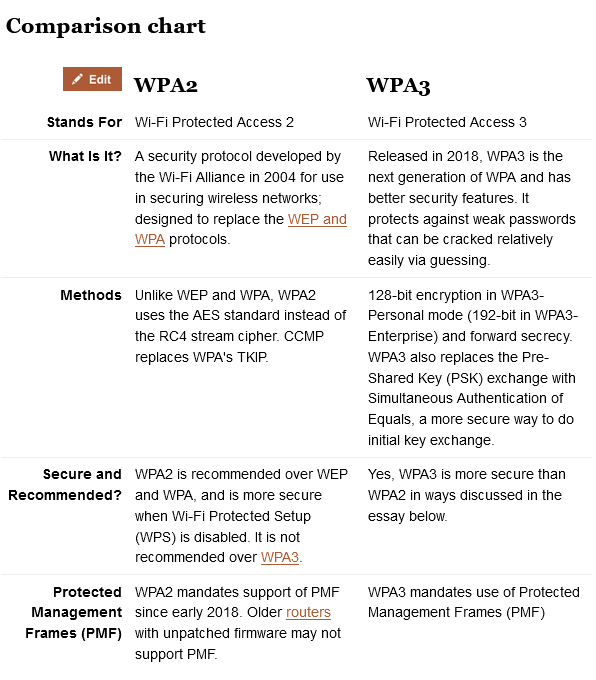 Comparison chart
Edit
WPA2
WPA3
Stands For
Wi-Fi Protected Access 2
Wi-Fi Protected Access 3
What Is It?
A security protocol developed by
the Wi-Fi Alliance in 2004 for use
in securing wireless networks;
designed to replace the WEP and
WPA protocols.
Released in 2018, WPA3 is the
next generation of WPA and has
better security features. It
protects against weak passwords
that can be cracked relatively
easily via guessing.
Methods
Unlike WEP and WPA, WPA2
uses the AES standard instead of
the RC4 stream cipher. CCMP
replaces WPA's TKIP.
128-bit encryption in WPA3-
Personal mode (192-bit in WPA3-
Enterprise) and forward secrecy.
WPA3 also replaces the Pre-
Shared Key (PSK) exchange with
Simultaneous Authentication of
Equals, a more secure way to do
initial key exchange.
Secure and
Recommended?
WPA2 is recommended over WEP
and WPA, and is more secure
when Wi-Fi Protected Setup
(WPS) is disabled. It is not
recommended over WPA3.
Yes, WPA3 is more secure than
WPA2 in ways discussed in the
essay below.
Protected
Management
Frames (PMF)
WPA2 mandates support of PMF
since early 2018. Older routers
with unpatched firmware may not
support PMF.
WPA3 mandates use of Protected
Management Frames (PMF)